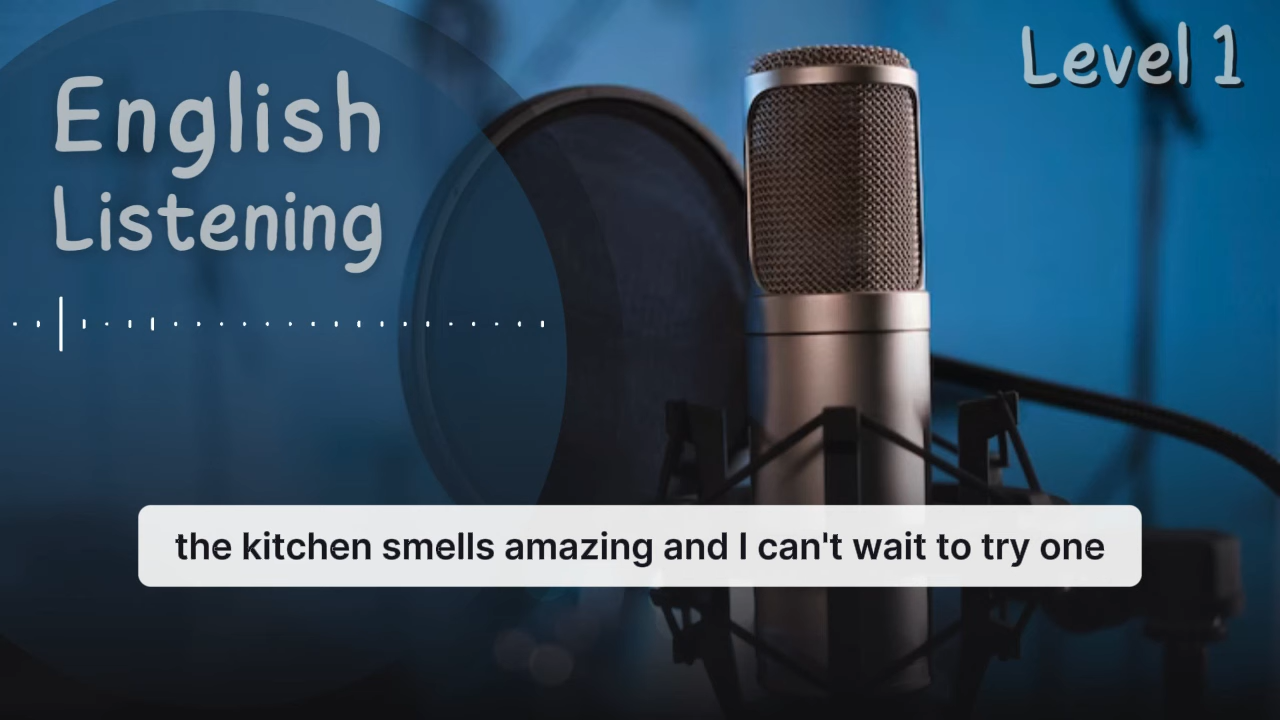 English
Listening
Level 1
the kitchen smells amazing and I can't wait to try one